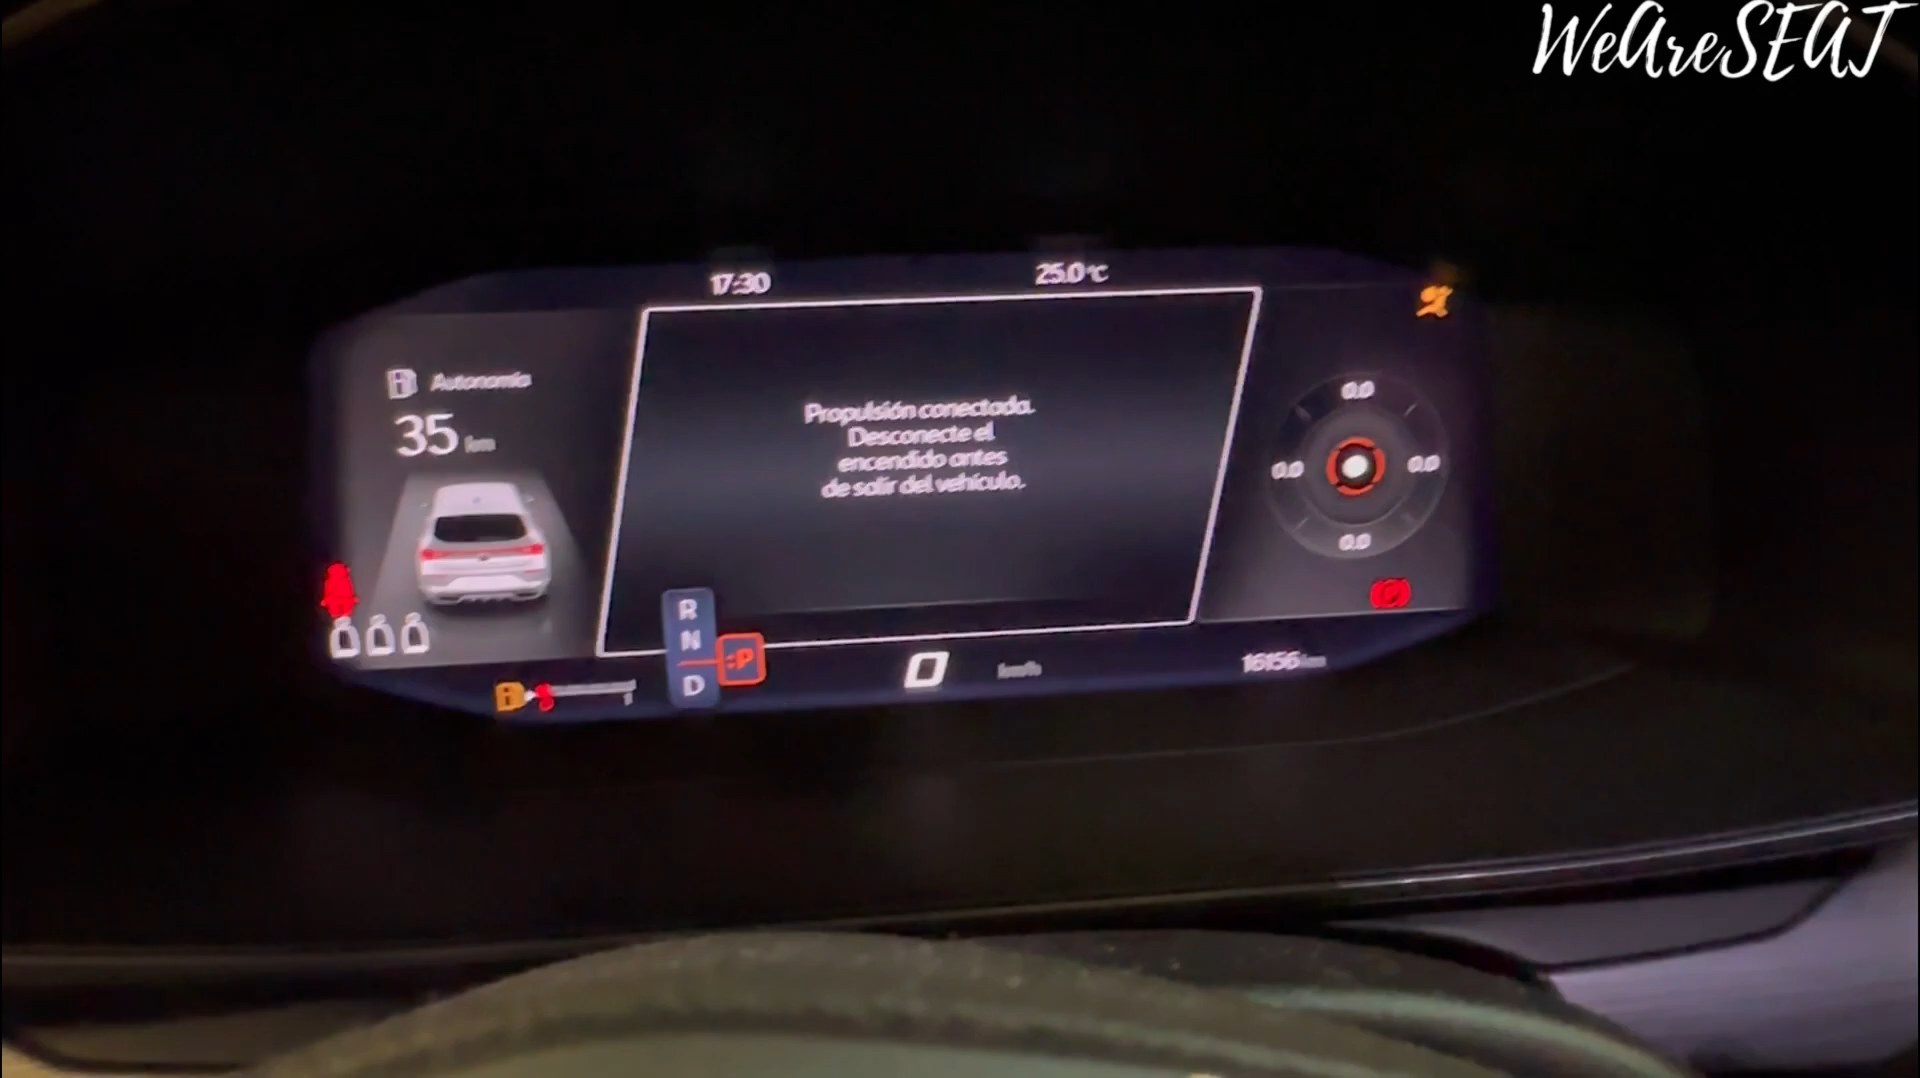 WeAreSEAT
17:30
25.0°C
Autonomía
35 km
Propulsión conectada.
Desconecte el
encendido antes
de salir del vehículo.
0.0
0.0
0.0
0.0
R
N
P
D
0 km/h
16156 km
1